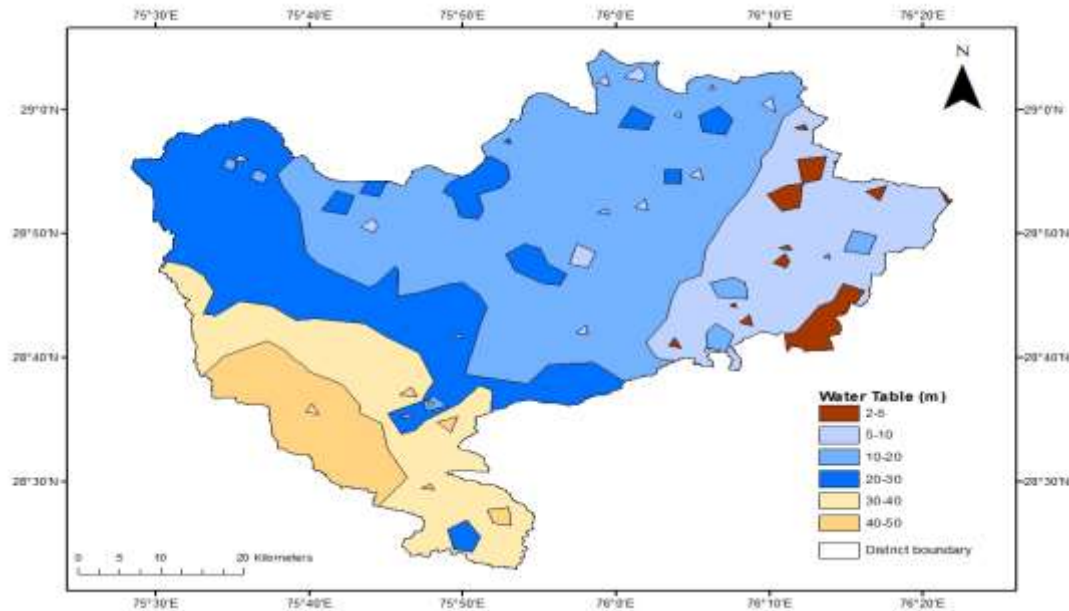 75°30'E 75°40'E 75°50'E 76°0'E 76°10'E 76°20'E
N
29°0'N 29°0'N
28°50'N 28°50'N
28°40'N 28°40'N
Water Table (m)
2-5
5-10
10-20
28°30'N 20-30 28°30'N
30-40
40-50
District boundary
0 5 10 20 Kilometers
75°30'E 75°40'E 75°50'E 76°0'E 76°10'E 76°20'E